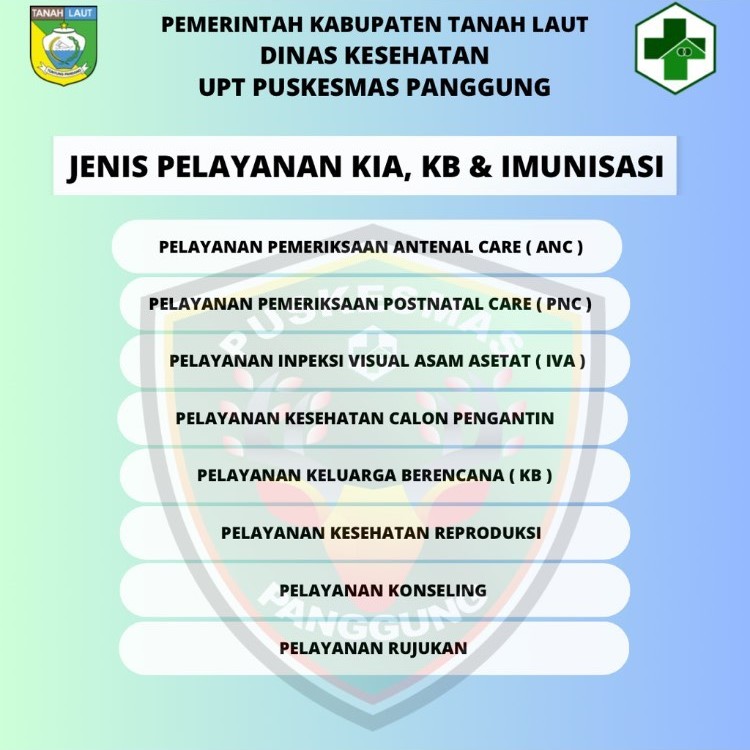 TANAH LAUT
PEMERINTAH KABUPATEN TANAH LAUT
DINAS KESEHATAN
UPT PUSKESMAS PANGGUNG
JENIS PELAYANAN KIA, KB & IMUNISASI
PELAYANAN PEMERIKSAAN ANTENAL CARE ( ANC )
PELAYANAN PEMERIKSAAN POSTNATAL CARE ( PNC )
PUSKESMAS
PELAYANAN INPEKSI VISUAL ASAM ASETAT ( IVA )
PELAYANAN KESEHATAN CALON PENGANTIN
PELAYANAN KELUARGA BERENCANA ( KB )
PELAYANAN KESEHATAN REPRODUKSI
PELAYANAN KONSELING
PANGGUNG
PELAYANAN RUJUKAN